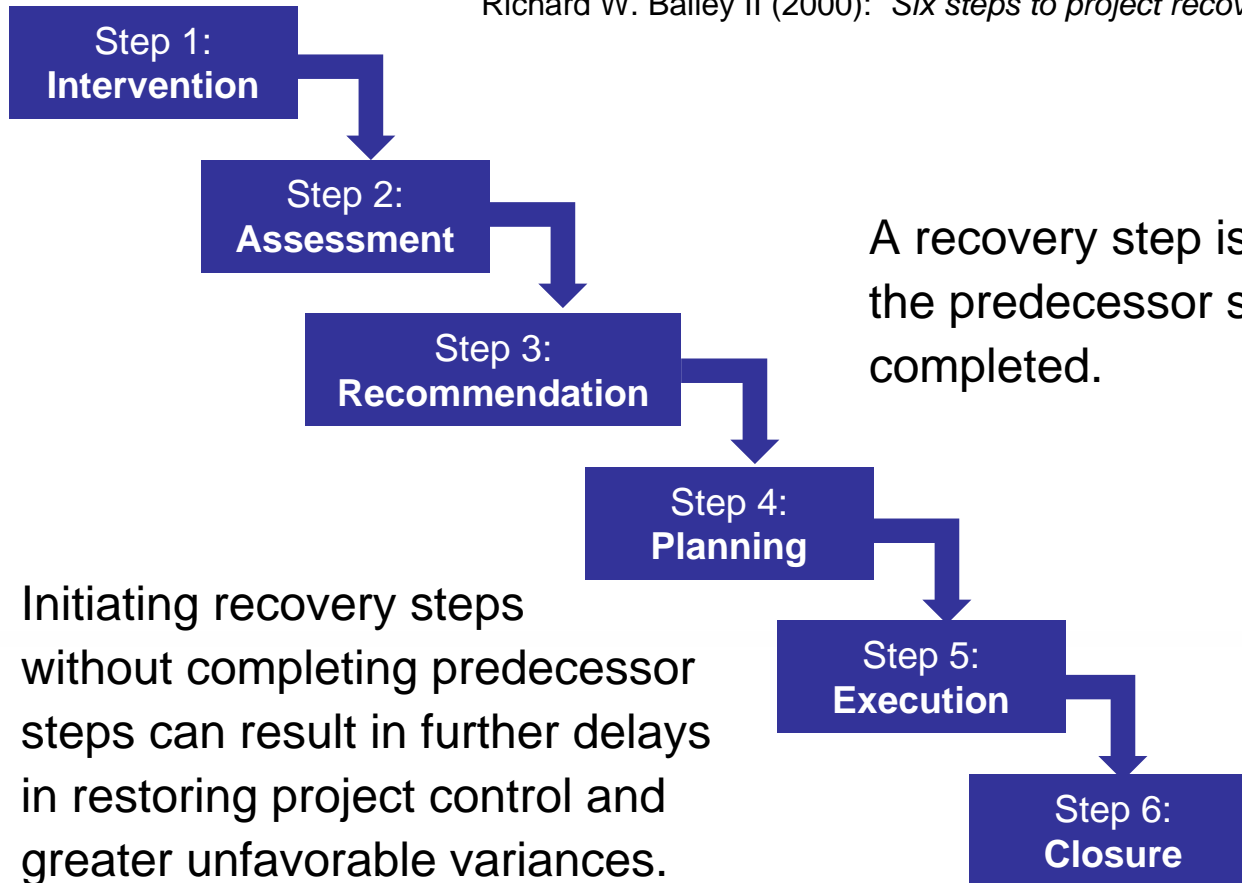 Richard W. Bailey II (2000): "Six steps to project
Step 1:
Intervention
Step 2:
Assessment
A recovery step is
the predecessor
completed.
Step 3:
Recommendation
Step 4:
Planning
Initiating recovery steps
without completing predecessor
steps can result in further delays
in restoring project control and
greater unfavorable variances.
Step 5:
Execution
Step 6:
Closure